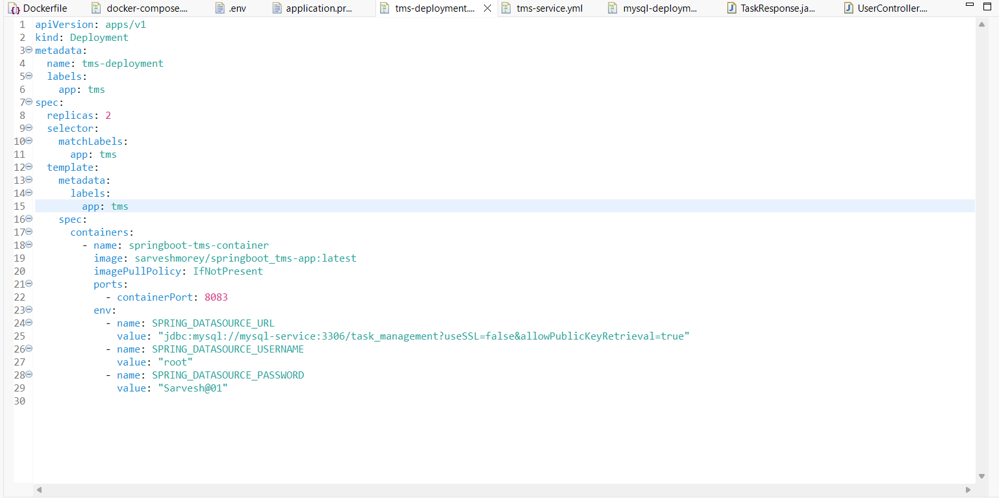 Dockerfile docker-compose.... .env application.pr... tms-deployment.... tms-service.yml mysql-deploym... TaskResponse.ja... UserController....
1 apiVersion: apps/v1
2 kind: Deployment
3 metadata:
4   name: tms-deployment
5   labels:
6     app: tms
7 spec:
8   replicas: 2
9   selector:
10     matchLabels:
11       app: tms
12   template:
13     metadata:
14       labels:
15         app: tms
16     spec:
17       containers:
18         - name: springboot-tms-container
19           image: sarveshmorey/springboot_tms-app:latest
20           imagePullPolicy: IfNotPresent
21           ports:
22             - containerPort: 8083
23           env:
24             - name: SPRING_DATASOURCE_URL
25               value: "jdbc:mysql://mysql-service:3306/task_management?useSSL=false&allowPublicKeyRetrieval=true"
26             - name: SPRING_DATASOURCE_USERNAME
27               value: "root"
28             - name: SPRING_DATASOURCE_PASSWORD
29               value: "Sarvesh@01"
30